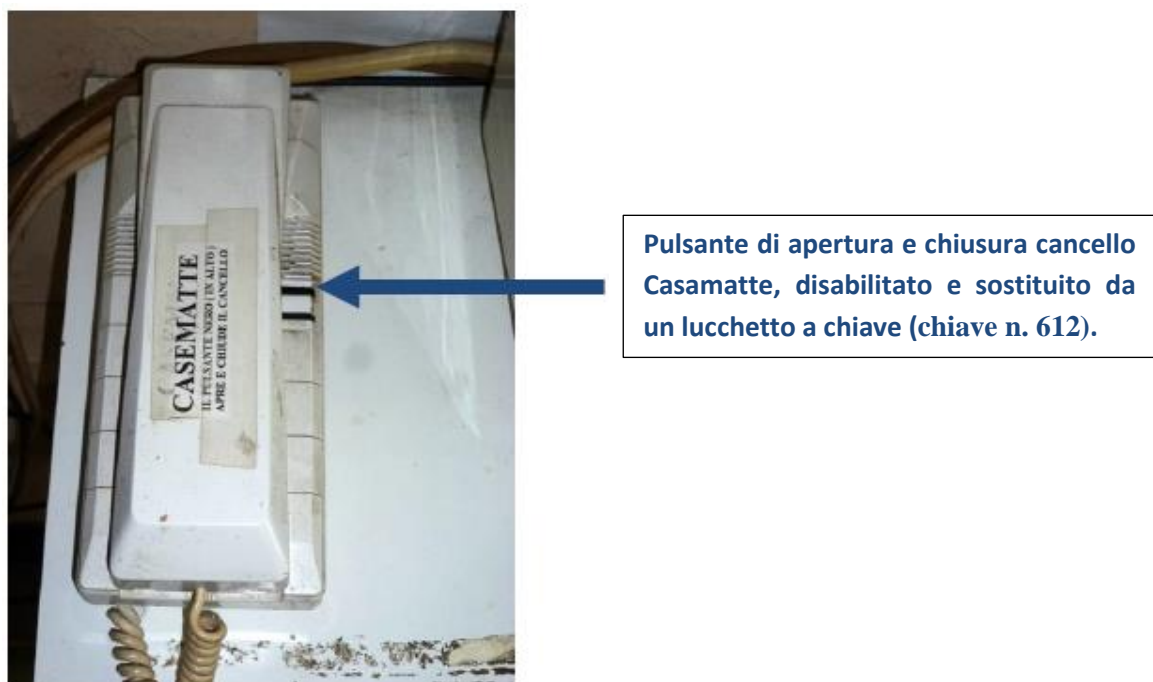 CASEMATTE
IL PULSANTE NERO ( IN ALTO )
APRE E CHIUDE IL CANCELLO
Pulsante di apertura e chiusura cancello
Casamatte, disabilitato e sostituito da
un lucchetto a chiave (chiave n. 612).